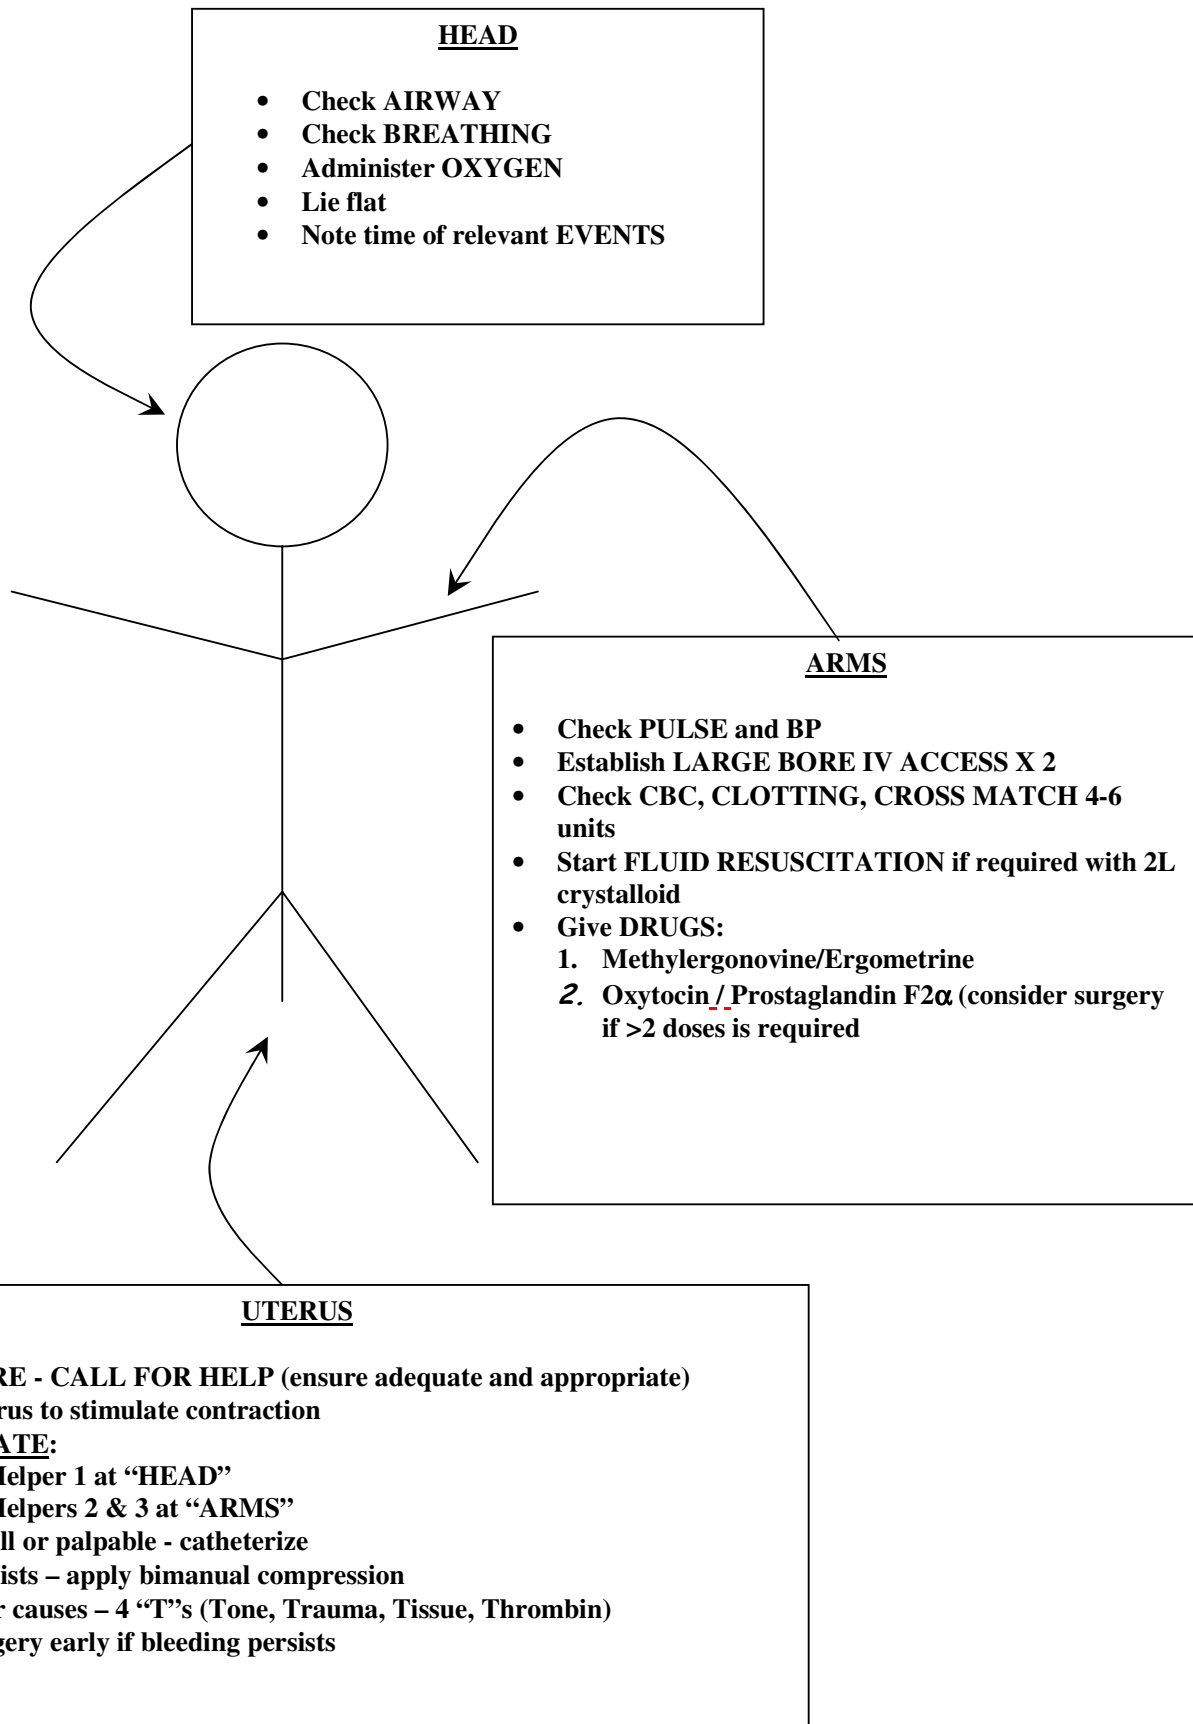 HEAD
• Check AIRWAY
• Check BREATHING
• Administer OXYGEN
• Lie flat
• Note time of relevant EVENTS
ARMS
• Check PULSE and BP
• Establish LARGE BORE IV ACCESS X 2
• Check CBC, CLOTTING, CROSS MATCH 4-6
units
• Start FLUID RESUSCITATION if required with 2L
crystalloid
• Give DRUGS:
1. Methylergonovine/Ergometrine
2. Oxytocin / Prostaglandin F2α (consider surgery
if >2 doses is required
UTERUS
RE - CALL FOR HELP (ensure adequate and appropriate)
rus to stimulate contraction
ATE:
Helper 1 at “HEAD”
Helpers 2 & 3 at “ARMS”
ll or palpable - catheterize
ists – apply bimanual compression
r causes – 4 “T”s (Tone, Trauma, Tissue, Thrombin)
gery early if bleeding persists